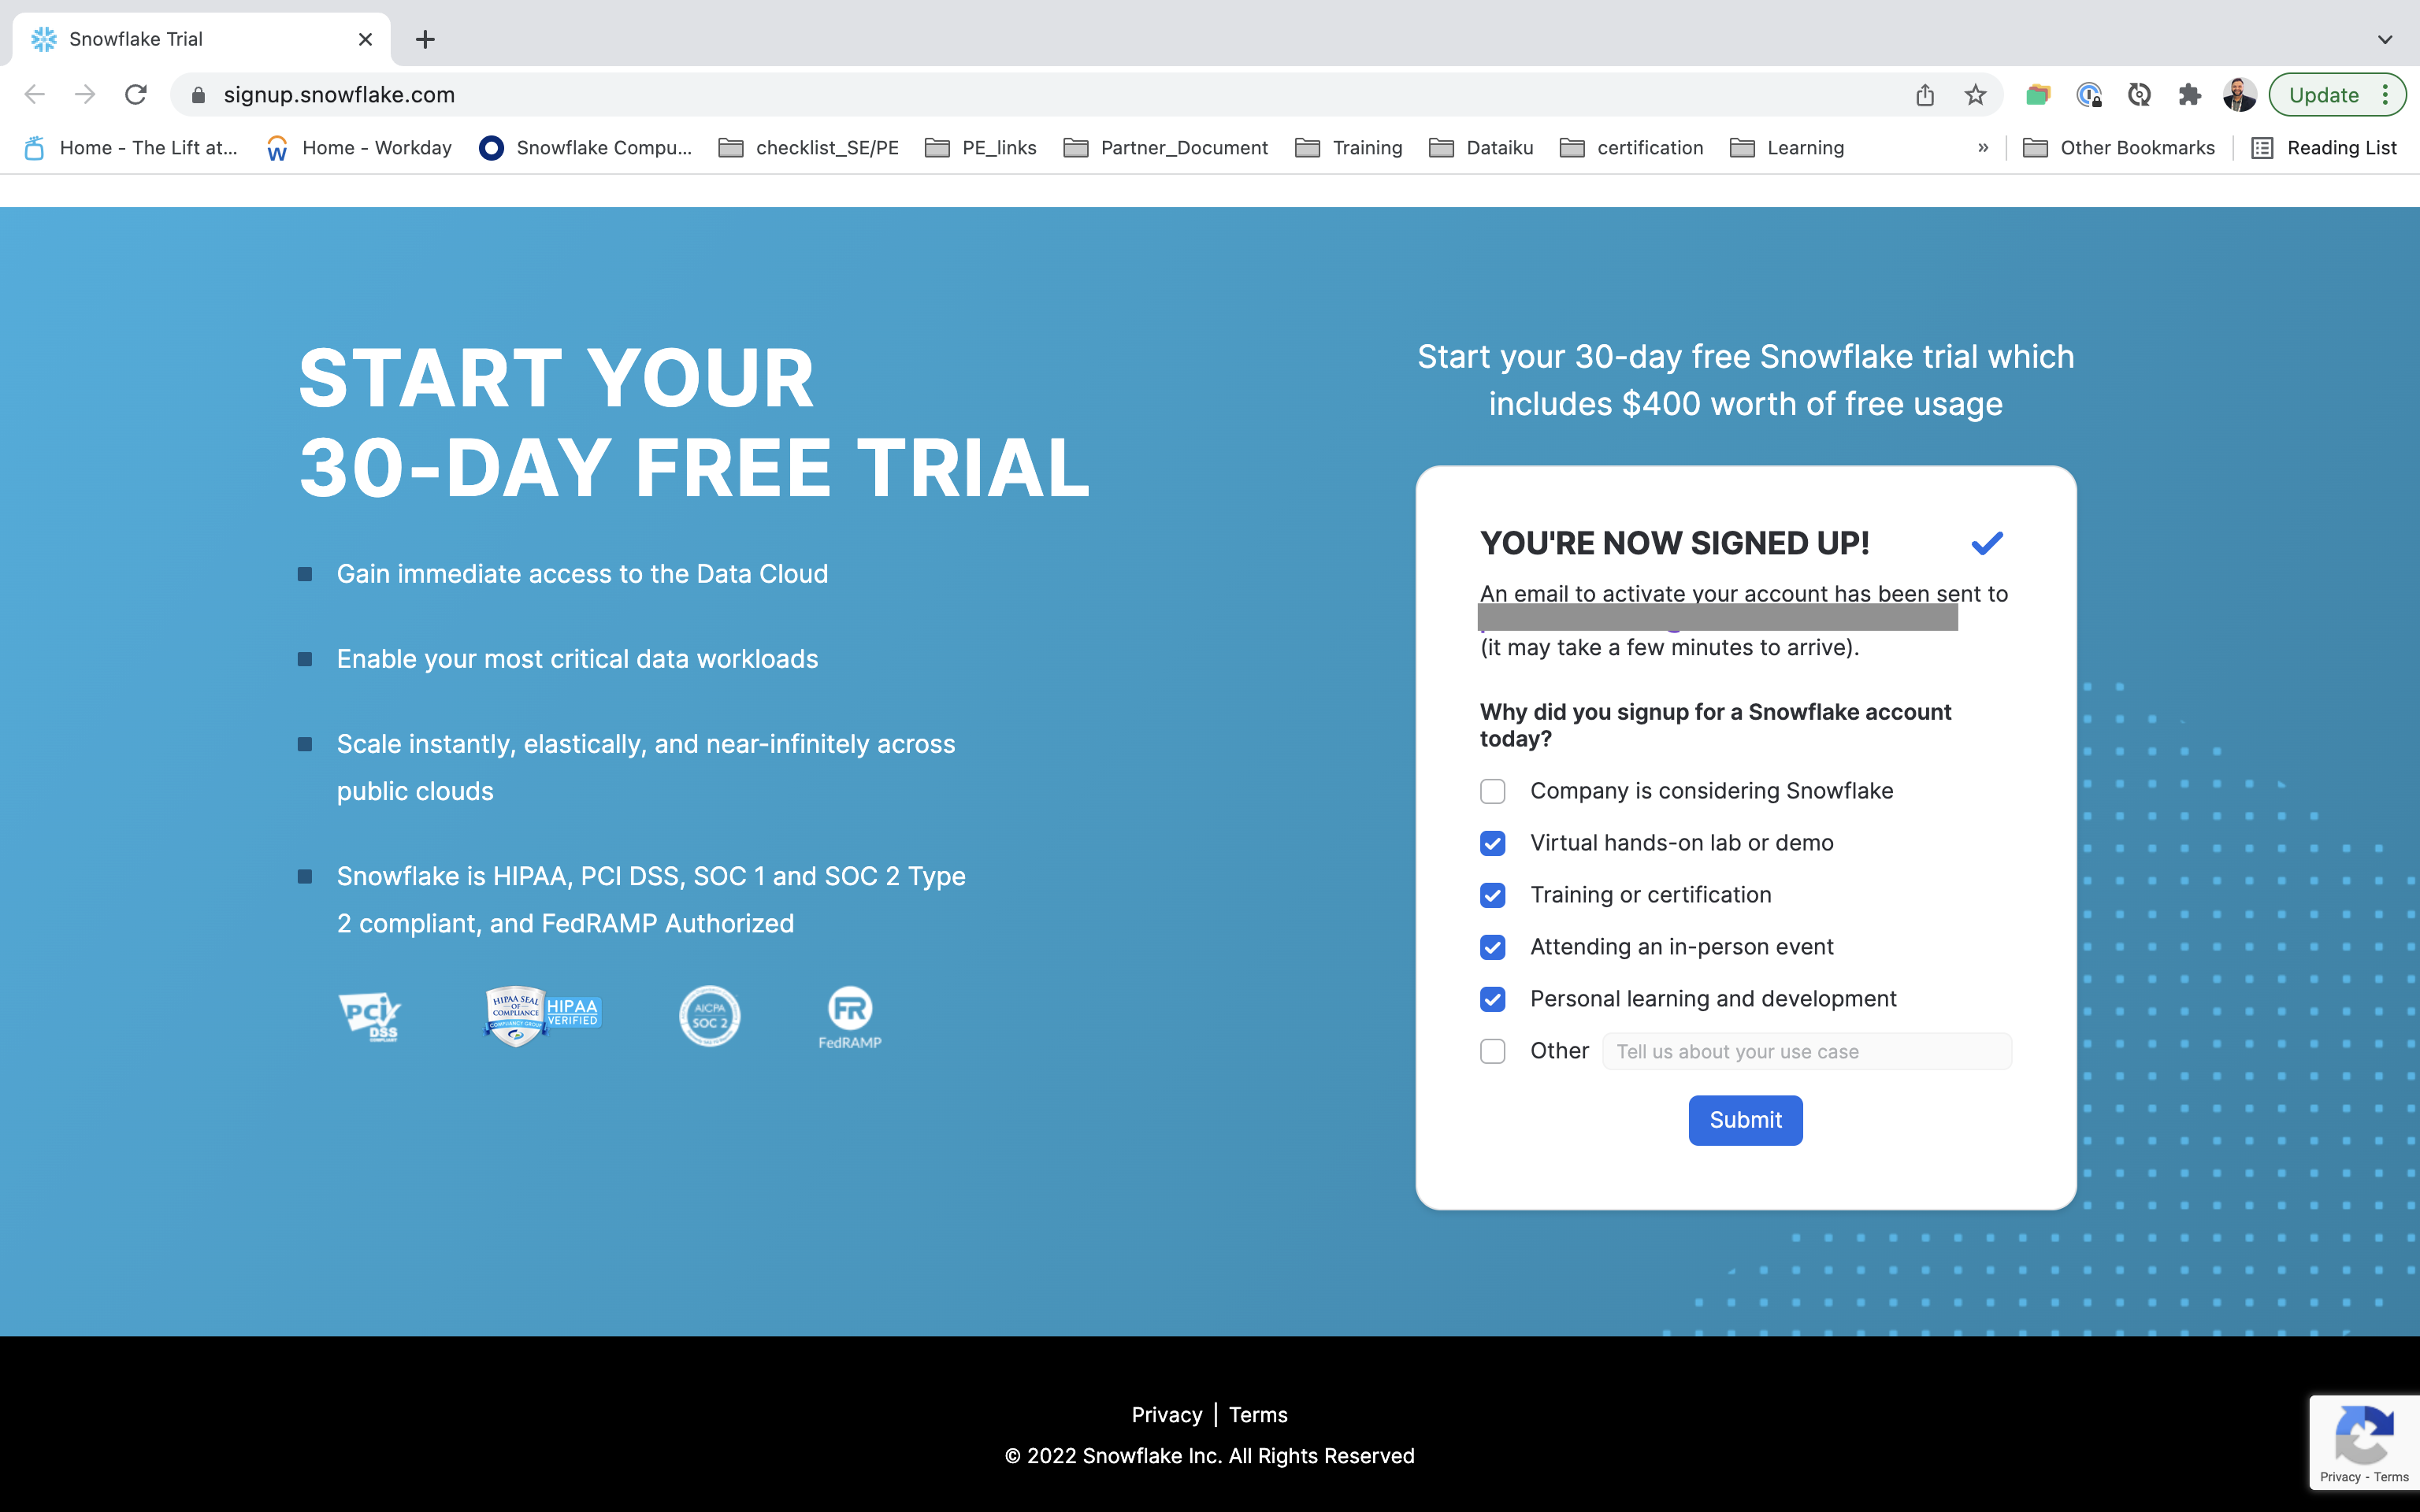 Snowflake Trial
signup.snowflake.com
Update
Home - The Lift at...
Home - Workday
Snowflake Compu...
checklist_SE/PE
PE_links
Partner_Document
Training
Dataiku
certification
Learning
»
Other Bookmarks
Reading List
START YOUR
30-DAY FREE TRIAL
Gain immediate access to the Data Cloud
Enable your most critical data workloads
Scale instantly, elastically, and near-infinitely across
public clouds
Snowflake is HIPAA, PCI DSS, SOC 1 and SOC 2 Type
2 compliant, and FedRAMP Authorized
PCI
DSS
COMPLIANT
HIPAA SEAL
OF
COMPLIANCE
COMPLIANCY GROUP
HIPAA
VERIFIED
AICPA
SOC 2
FR
FedRAMP
Start your 30-day free Snowflake trial which
includes $400 worth of free usage
YOU'RE NOW SIGNED UP!
An email to activate your account has been sent to
(it may take a few minutes to arrive).
Why did you signup for a Snowflake account
today?
Company is considering Snowflake
Virtual hands-on lab or demo
Training or certification
Attending an in-person event
Personal learning and development
Other
Tell us about your use case
Submit
Privacy | Terms
© 2022 Snowflake Inc. All Rights Reserved
Privacy - Terms